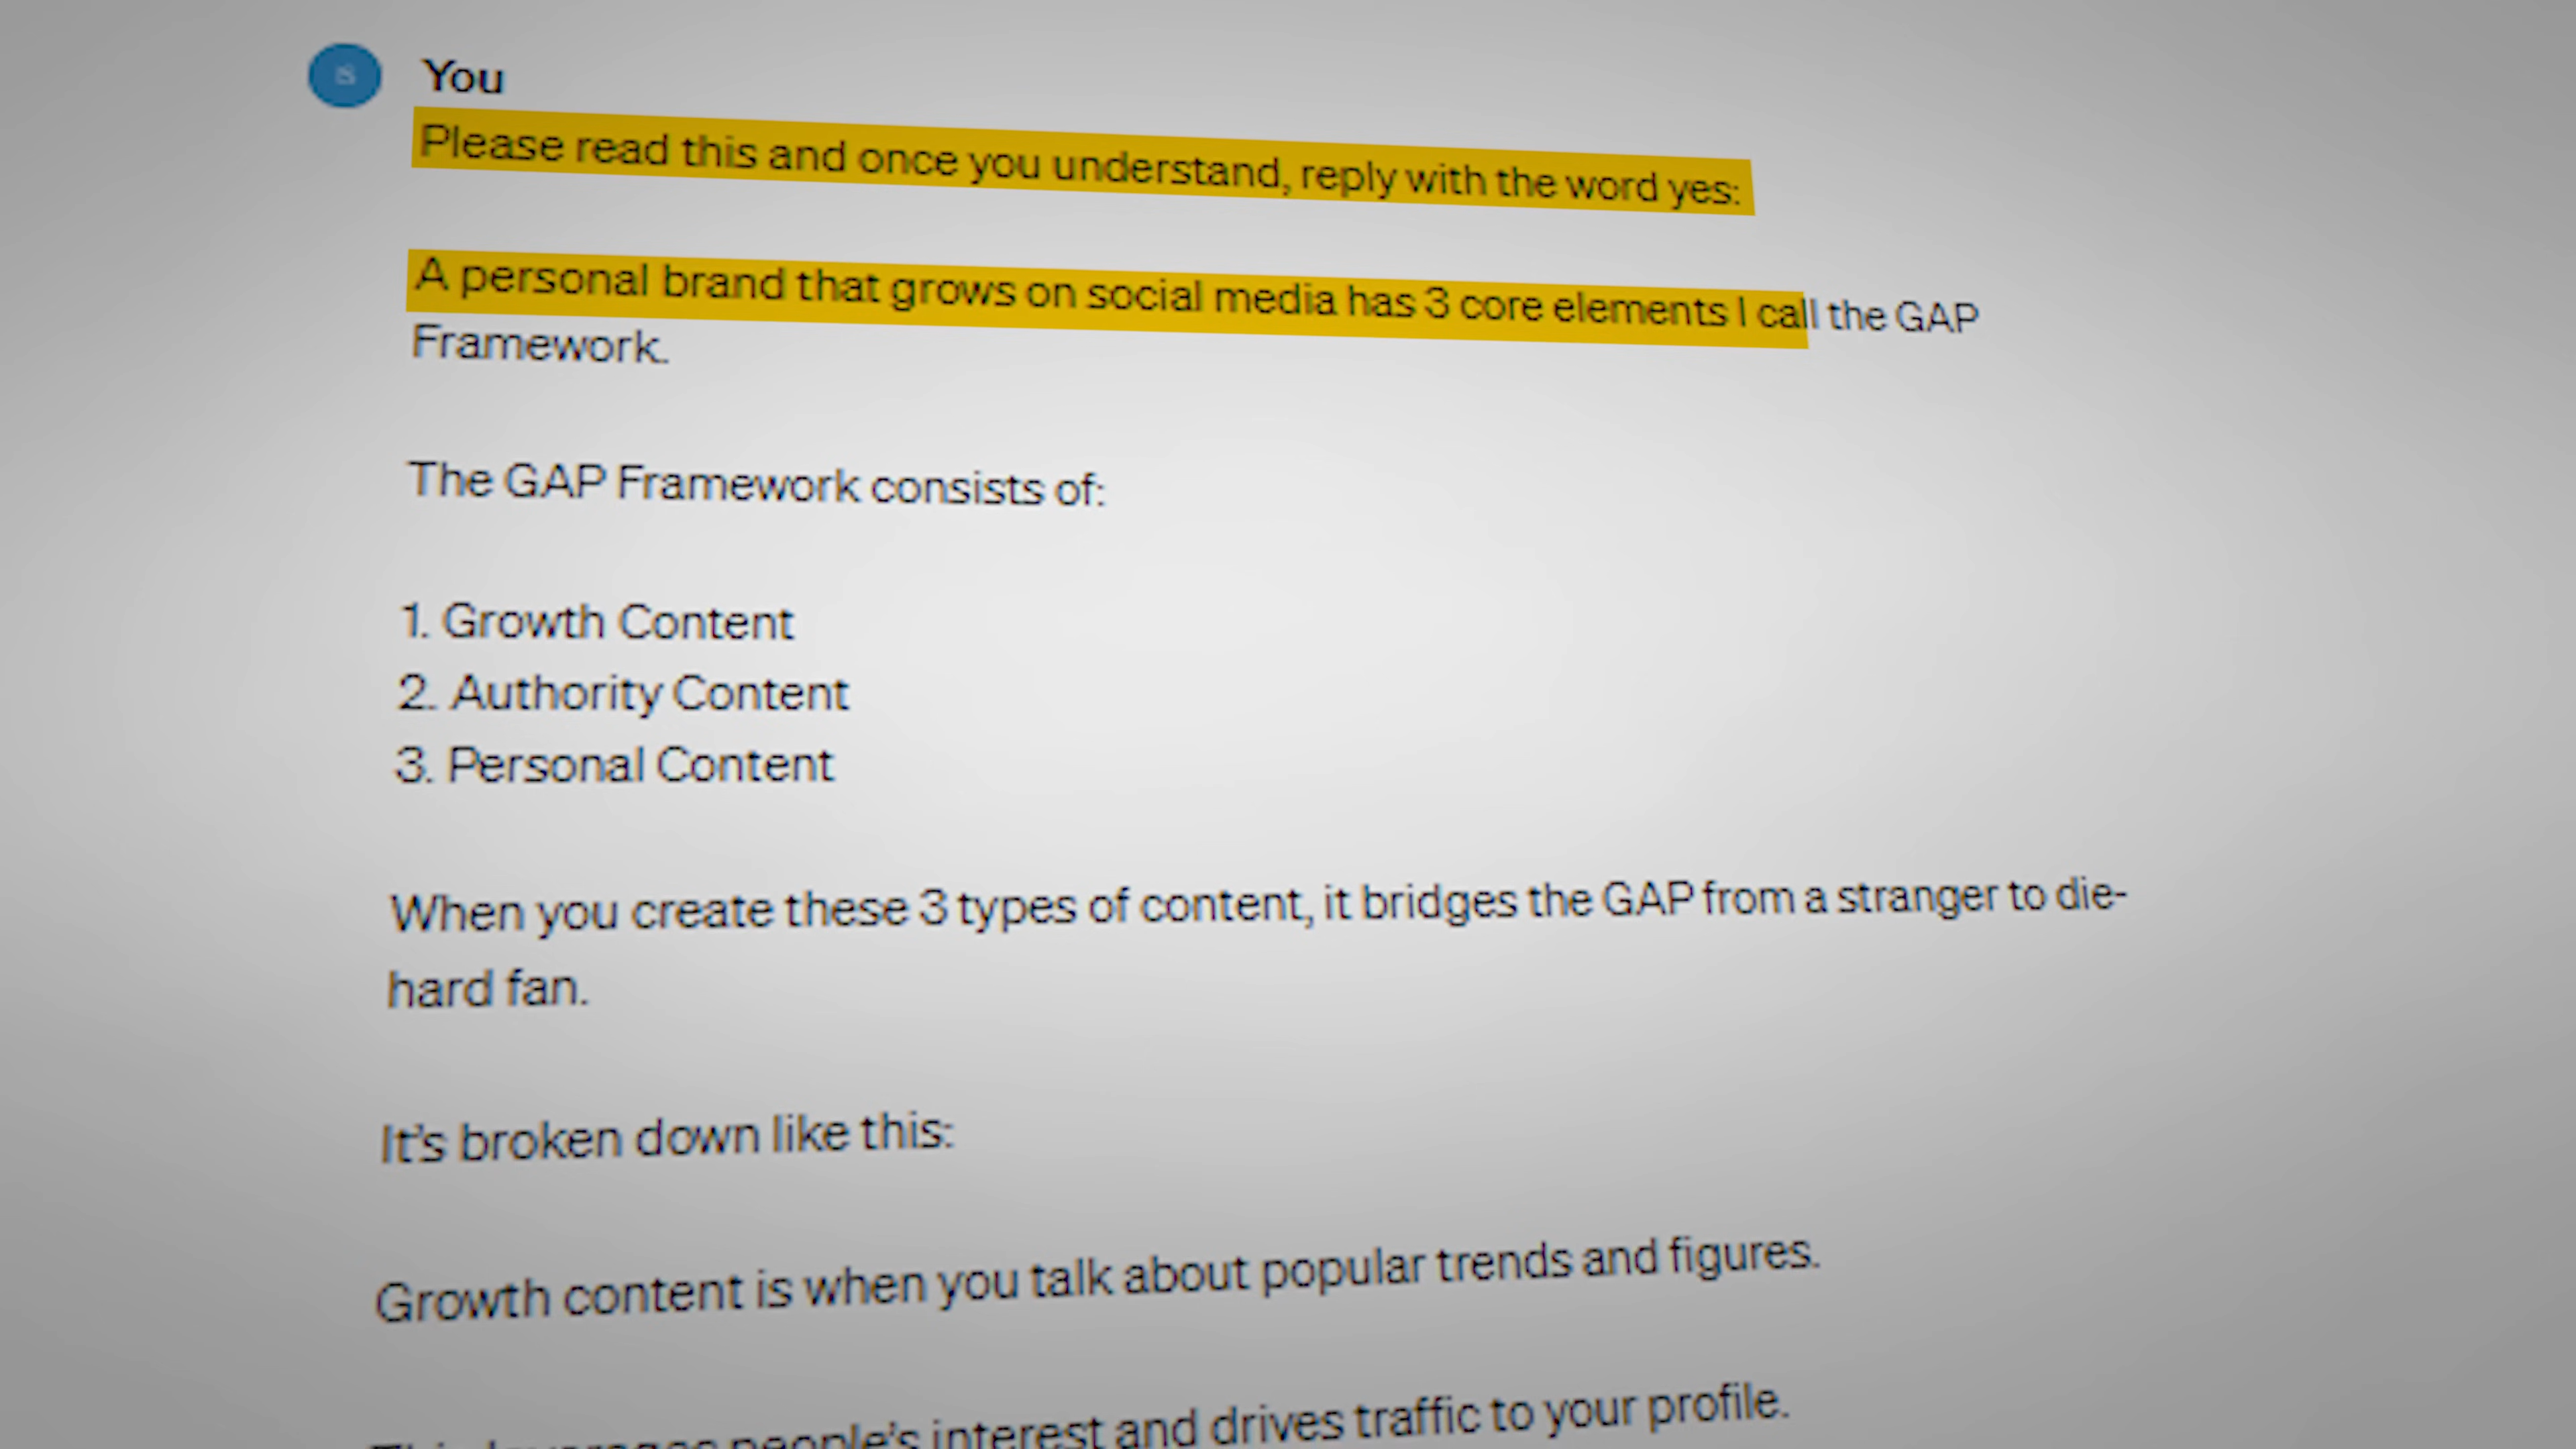 You
Please read this and once you understand, reply with the word yes:
A personal brand that grows on social media has 3 core elements I call the GAP
Framework.
The GAP Framework consists of:
1. Growth Content
2. Authority Content
3. Personal Content
When you create these 3 types of content, it bridges the GAP from a stranger to die-
hard fan.
It's broken down like this:
Growth content is when you talk about popular trends and figures.
This leverages people's interest and drives traffic to your profile.